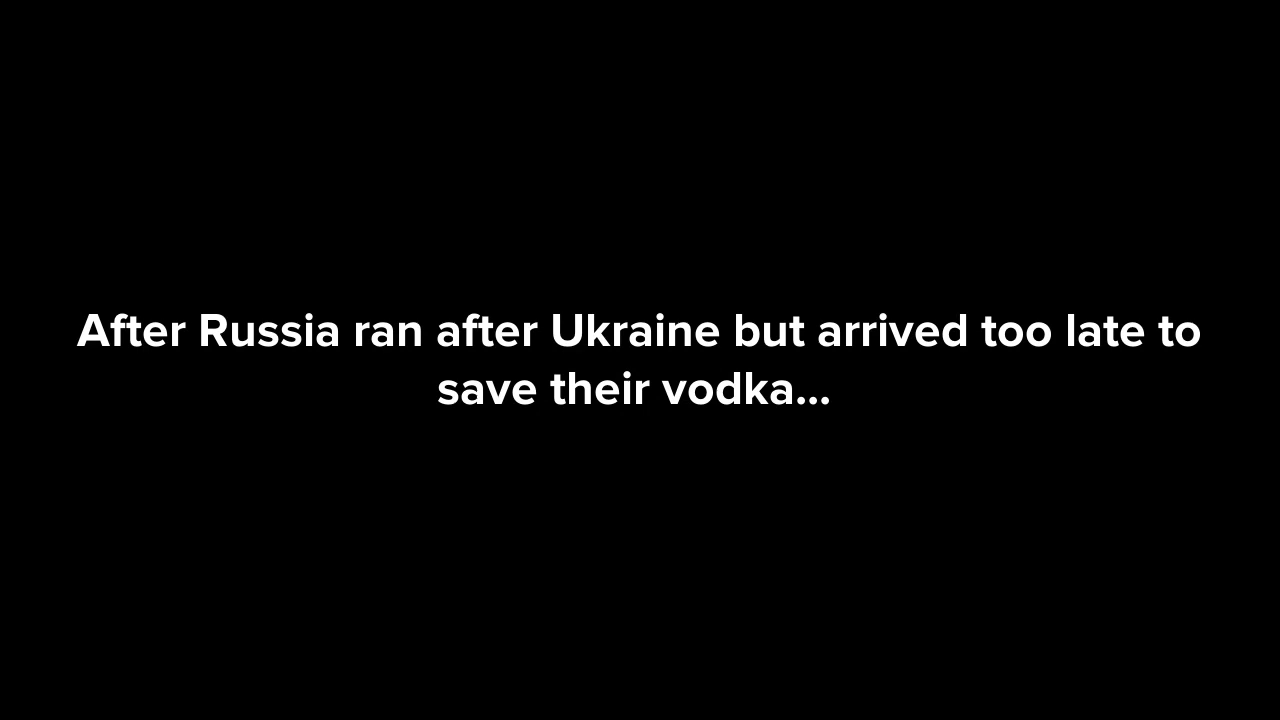 After Russia ran after Ukraine but arrived too late to
save their vodka...